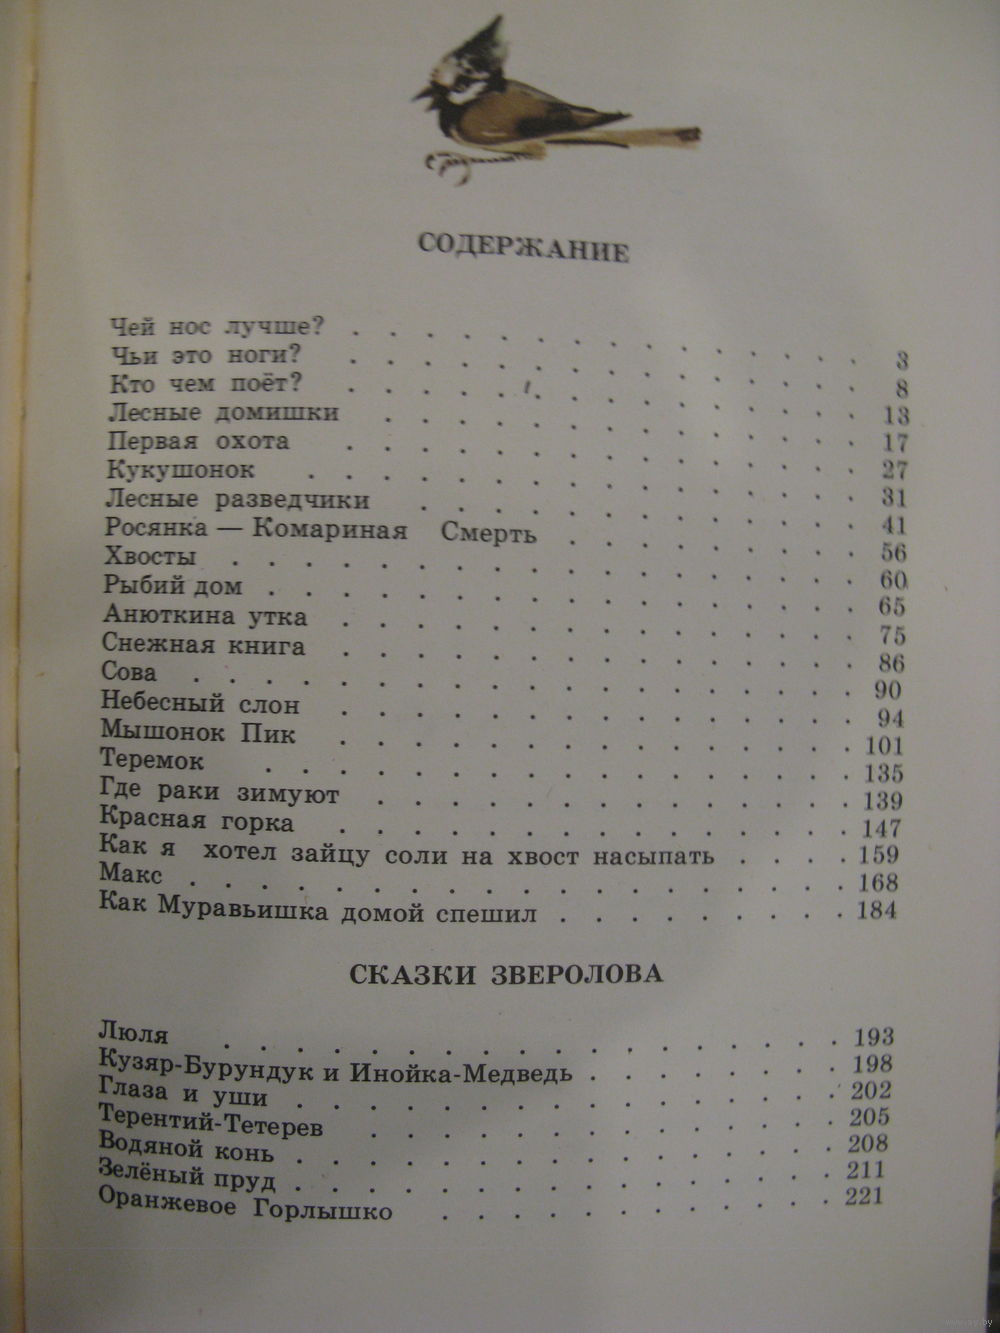 СОДЕРЖАНИЕ
Чей нос лучше? . . . . . . . . . . . . . . 3
Чьи это ноги? . . . . . . . . . . . . . . 8
Кто чем поёт? . . . . . . . . . . . . . . 13
Лесные домишки . . . . . . . . . . . . . 17
Первая охота . . . . . . . . . . . . . . 27
Кукушонок . . . . . . . . . . . . . . . 31
Лесные разведчики . . . . . . . . . . . . 41
Росянка — Комариная Смерть . . . . . . . . 56
Хвосты . . . . . . . . . . . . . . . . . 60
Рыбий дом . . . . . . . . . . . . . . . . 65
Анюткина утка . . . . . . . . . . . . . . 75
Снежная книга . . . . . . . . . . . . . . 86
Сова . . . . . . . . . . . . . . . . . . 90
Небесный слон . . . . . . . . . . . . . . 94
Мышонок Пик . . . . . . . . . . . . . . 101
Теремок . . . . . . . . . . . . . . . . 135
Где раки зимуют . . . . . . . . . . . . . 139
Красная горка . . . . . . . . . . . . . . 147
Как я хотел зайцу соли на хвост насыпать . . . . 159
Макс . . . . . . . . . . . . . . . . . . 168
Как Муравьишка домой спешил . . . . . . . . 184
СКАЗКИ ЗВЕРОЛОВА
Люля . . . . . . . . . . . . . . . . . 193
Кузяр-Бурундук и Инойка-Медведь . . . . . . . 198
Глаза и уши . . . . . . . . . . . . . . . 202
Терентий-Тетерев . . . . . . . . . . . . . 205
Водяной конь . . . . . . . . . . . . . . . 208
Зелёный пруд . . . . . . . . . . . . . . . 211
Оранжевое Горлышко . . . . . . . . . . . 221
www.ay.by